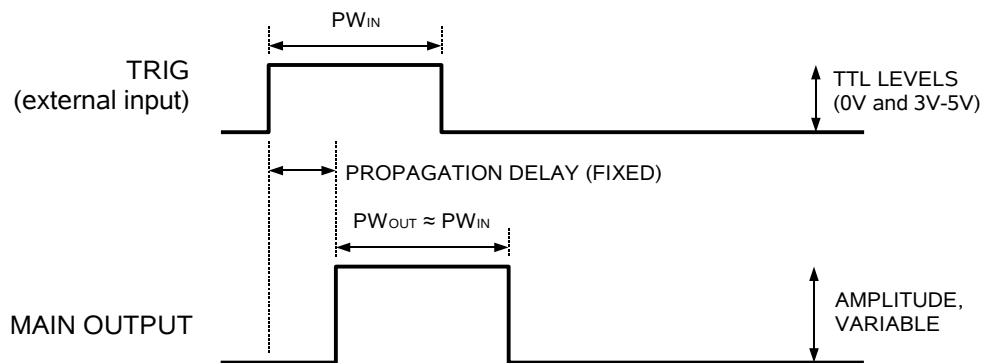 PWIN
TRIG
(external input)
TTL LEVELS
(0V and 3V-5V)
PROPAGATION DELAY (FIXED)
PWOUT ≈ PWIN
MAIN OUTPUT
AMPLITUDE,
VARIABLE